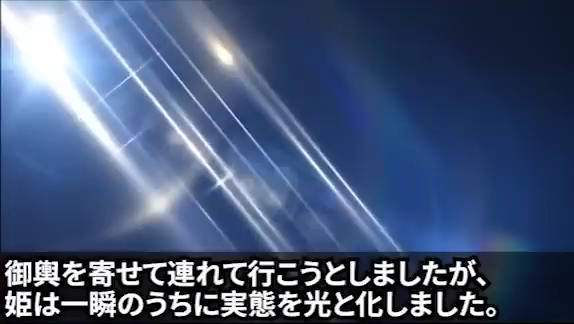 御輿を寄せて連れて行こうとしましたが、
姫は一瞬のうちに実態を光と化しました。